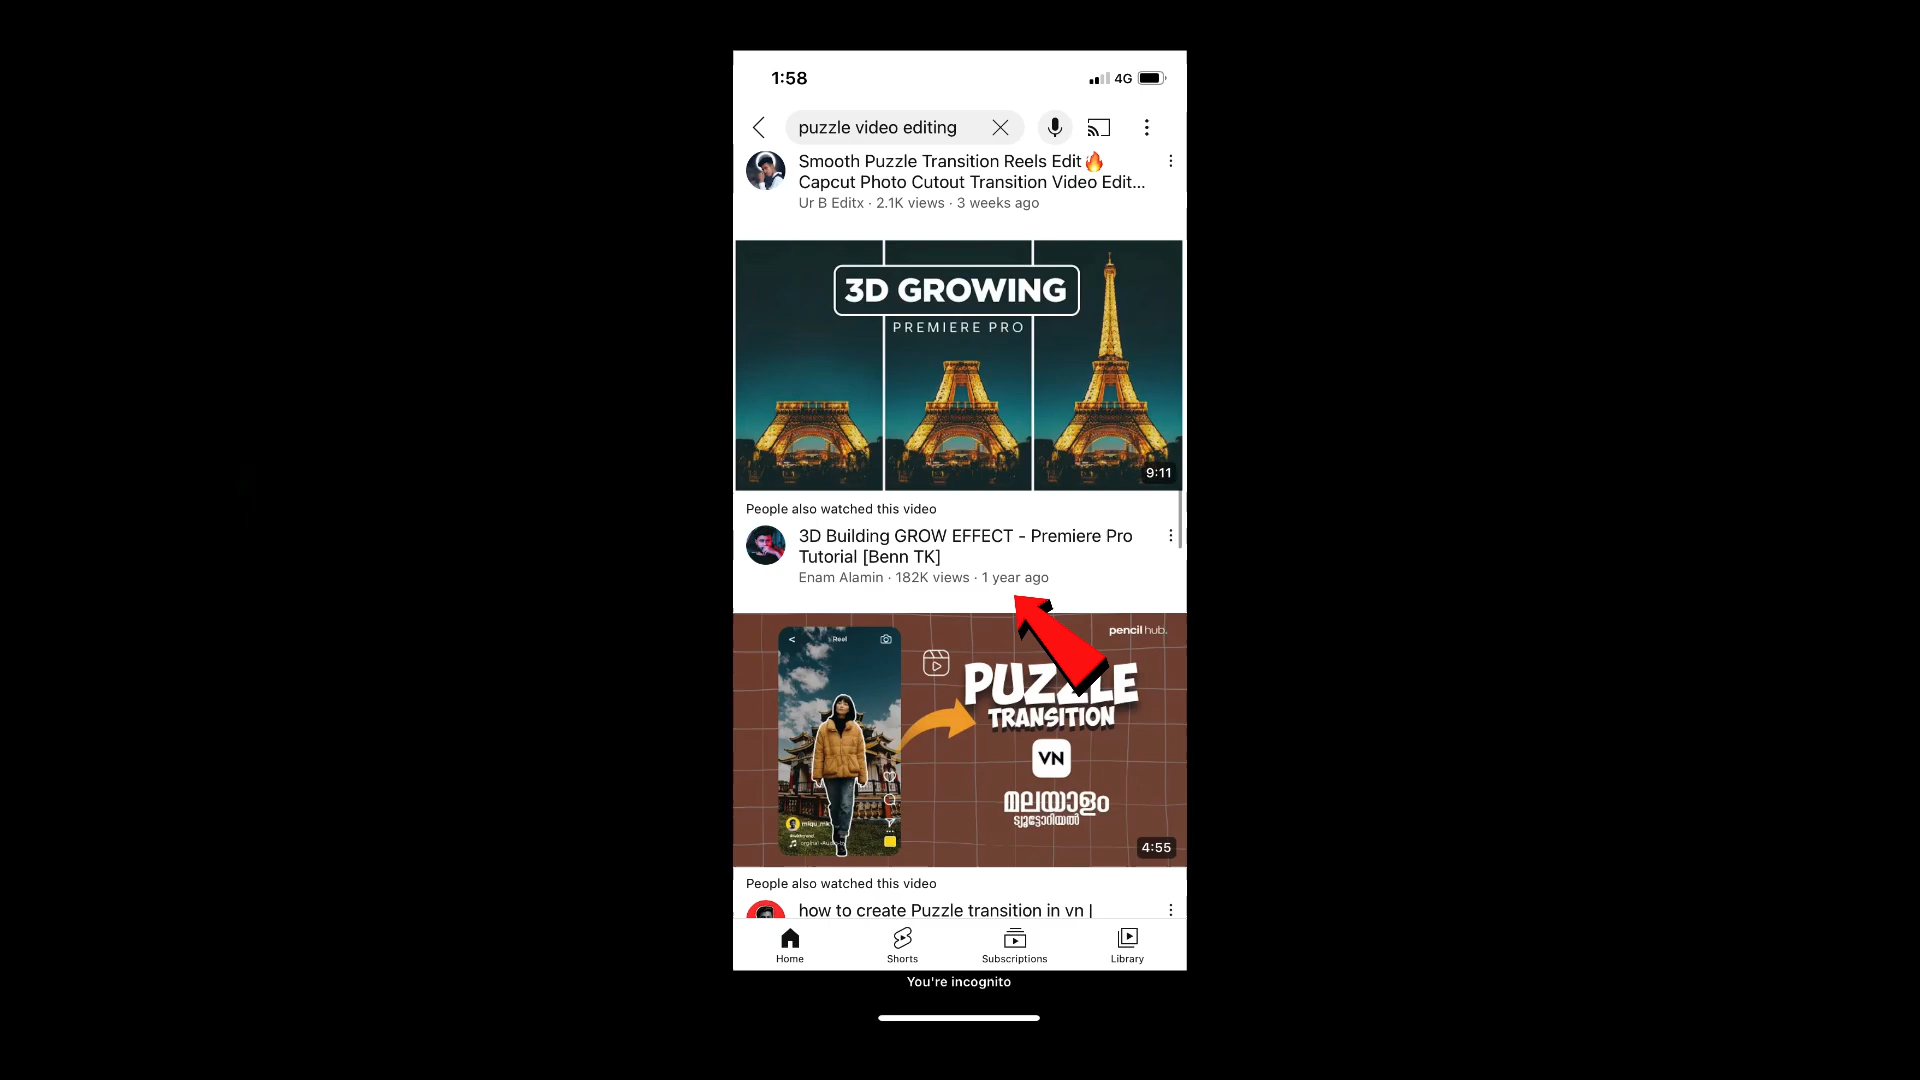 1:58
4G
puzzle video editing
Smooth Puzzle Transition Reels Edit🔥
Capcut Photo Cutout Transition Video Edit...
Ur B Editx · 2.1K views · 3 weeks ago
3D GROWING
PREMIERE PRO
9:11
People also watched this video
3D Building GROW EFFECT - Premiere Pro
Tutorial [Benn TK]
Enam Alamin · 182K views · 1 year ago
pencil hub.
Reel
PUZZLE
TRANSITION
VN
മലയാളം
ട്യൂട്ടോറിയൽ
4:55
People also watched this video
how to create Puzzle transition in vn |
Home
Shorts
Subscriptions
Library
You're incognito